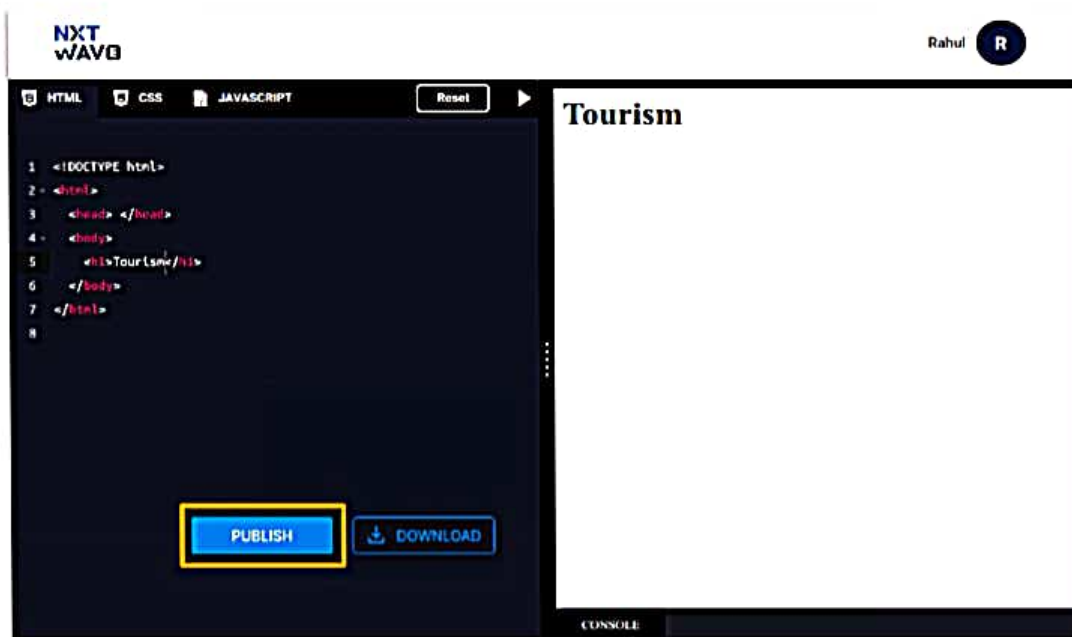 NXT
WAVE
Rahul
R
HTML CSS JAVASCRIPT Reset
1 <!DOCTYPE html>
2 <html>
3 <head> </head>
4 <body>
5 <h1>Tourism</h1>
6 </body>
7 </html>
8
PUBLISH
DOWNLOAD
Tourism
CONSOLE